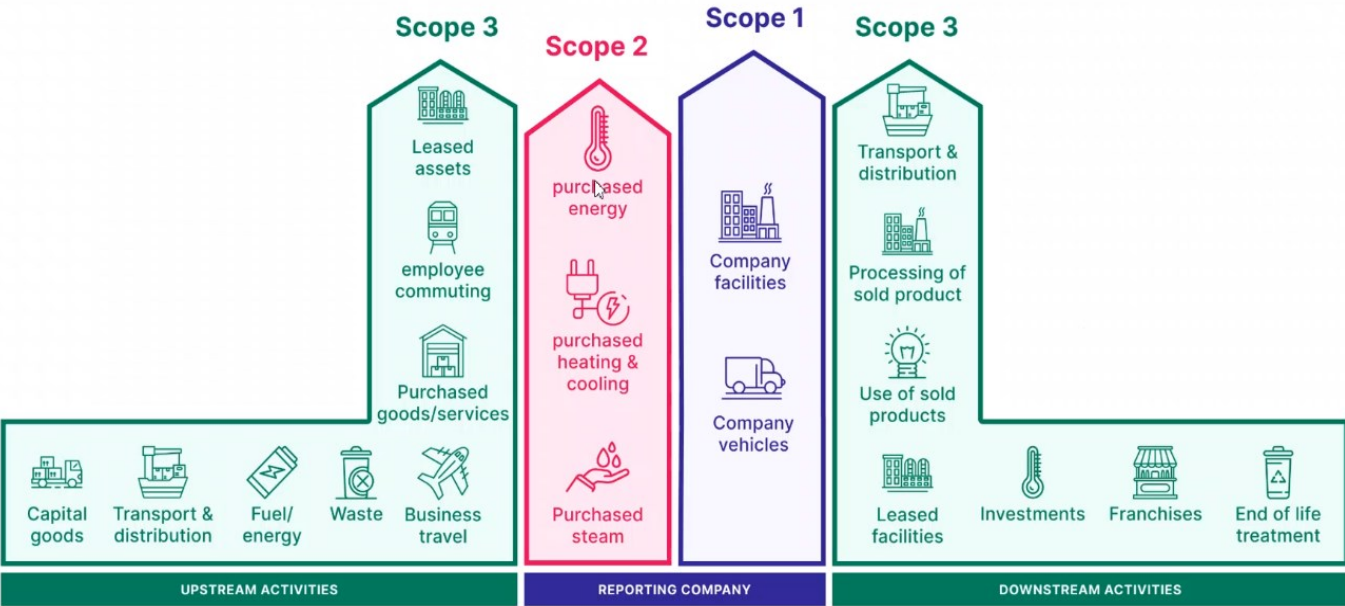 Scope 3
Leased
assets
employee
commuting
Purchased
goods/services
Capital
goods
Transport &
distribution
Fuel/
energy
Waste
Business
travel
UPSTREAM ACTIVITIES
Scope 2
purchased
energy
purchased
heating &
cooling
Purchased
steam
Scope 1
Company
facilities
Company
vehicles
REPORTING COMPANY
Scope 3
Transport &
distribution
Processing of
sold product
Use of sold
products
Leased
facilities
Investments
Franchises
End of life
treatment
DOWNSTREAM ACTIVITIES